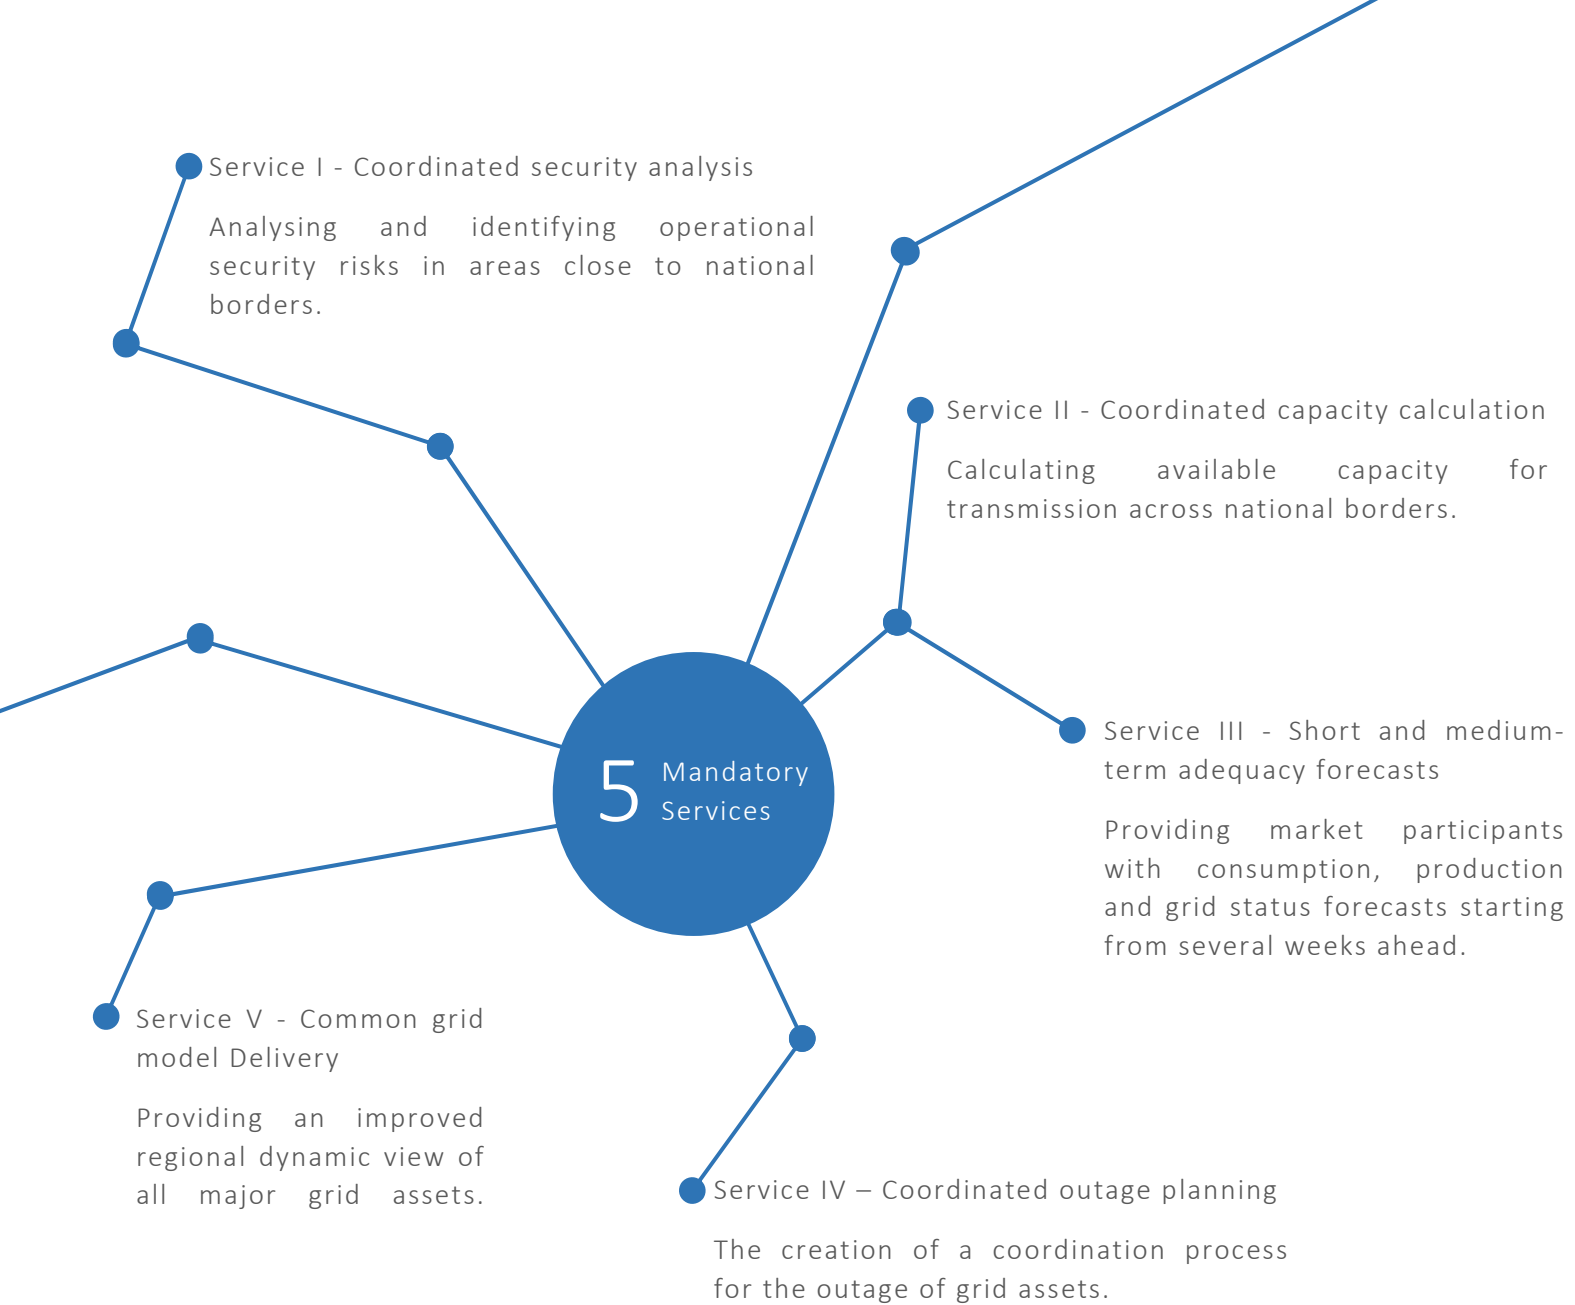 Service I - Coordinated security analysis
Analysing and identifying operational
security risks in areas close to national
borders.
Service II - Coordinated capacity calculation
Calculating available capacity for
transmission across national borders.
Service III - Short and medium-
term adequacy forecasts
Providing market participants
with consumption, production
and grid status forecasts starting
from several weeks ahead.
5 Mandatory
Services
Service V - Common grid
model Delivery
Providing an improved
regional dynamic view of
all major grid assets.
Service IV – Coordinated outage planning
The creation of a coordination process
for the outage of grid assets.